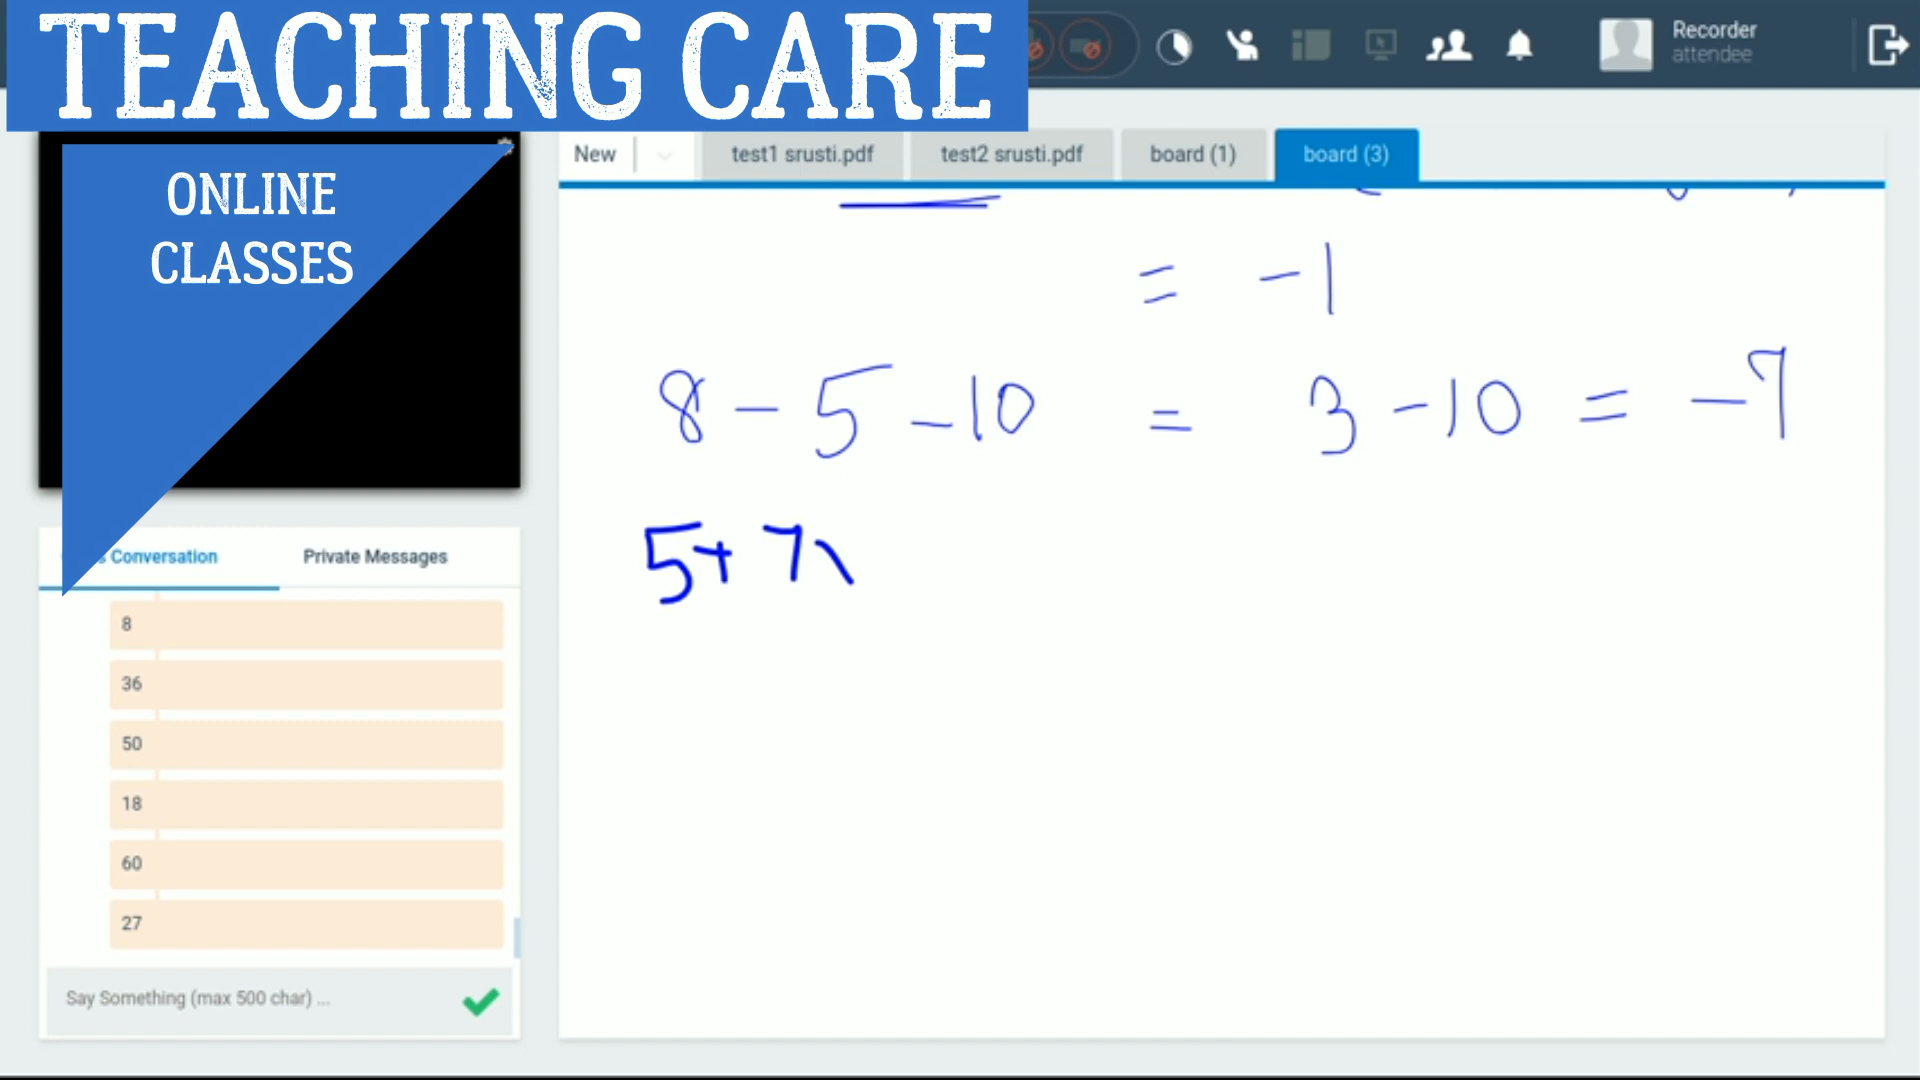 TEACHING CARE
ONLINE
CLASSES
Recorder
attendee
New
test1 srusti.pdf
test2 srusti.pdf
board (1)
board (3)
= -1
8 - 5 - 10 = 3 - 10 = -7
5 + 7
Conversation
Private Messages
8
36
50
18
60
27
Say Something (max 500 char) ...